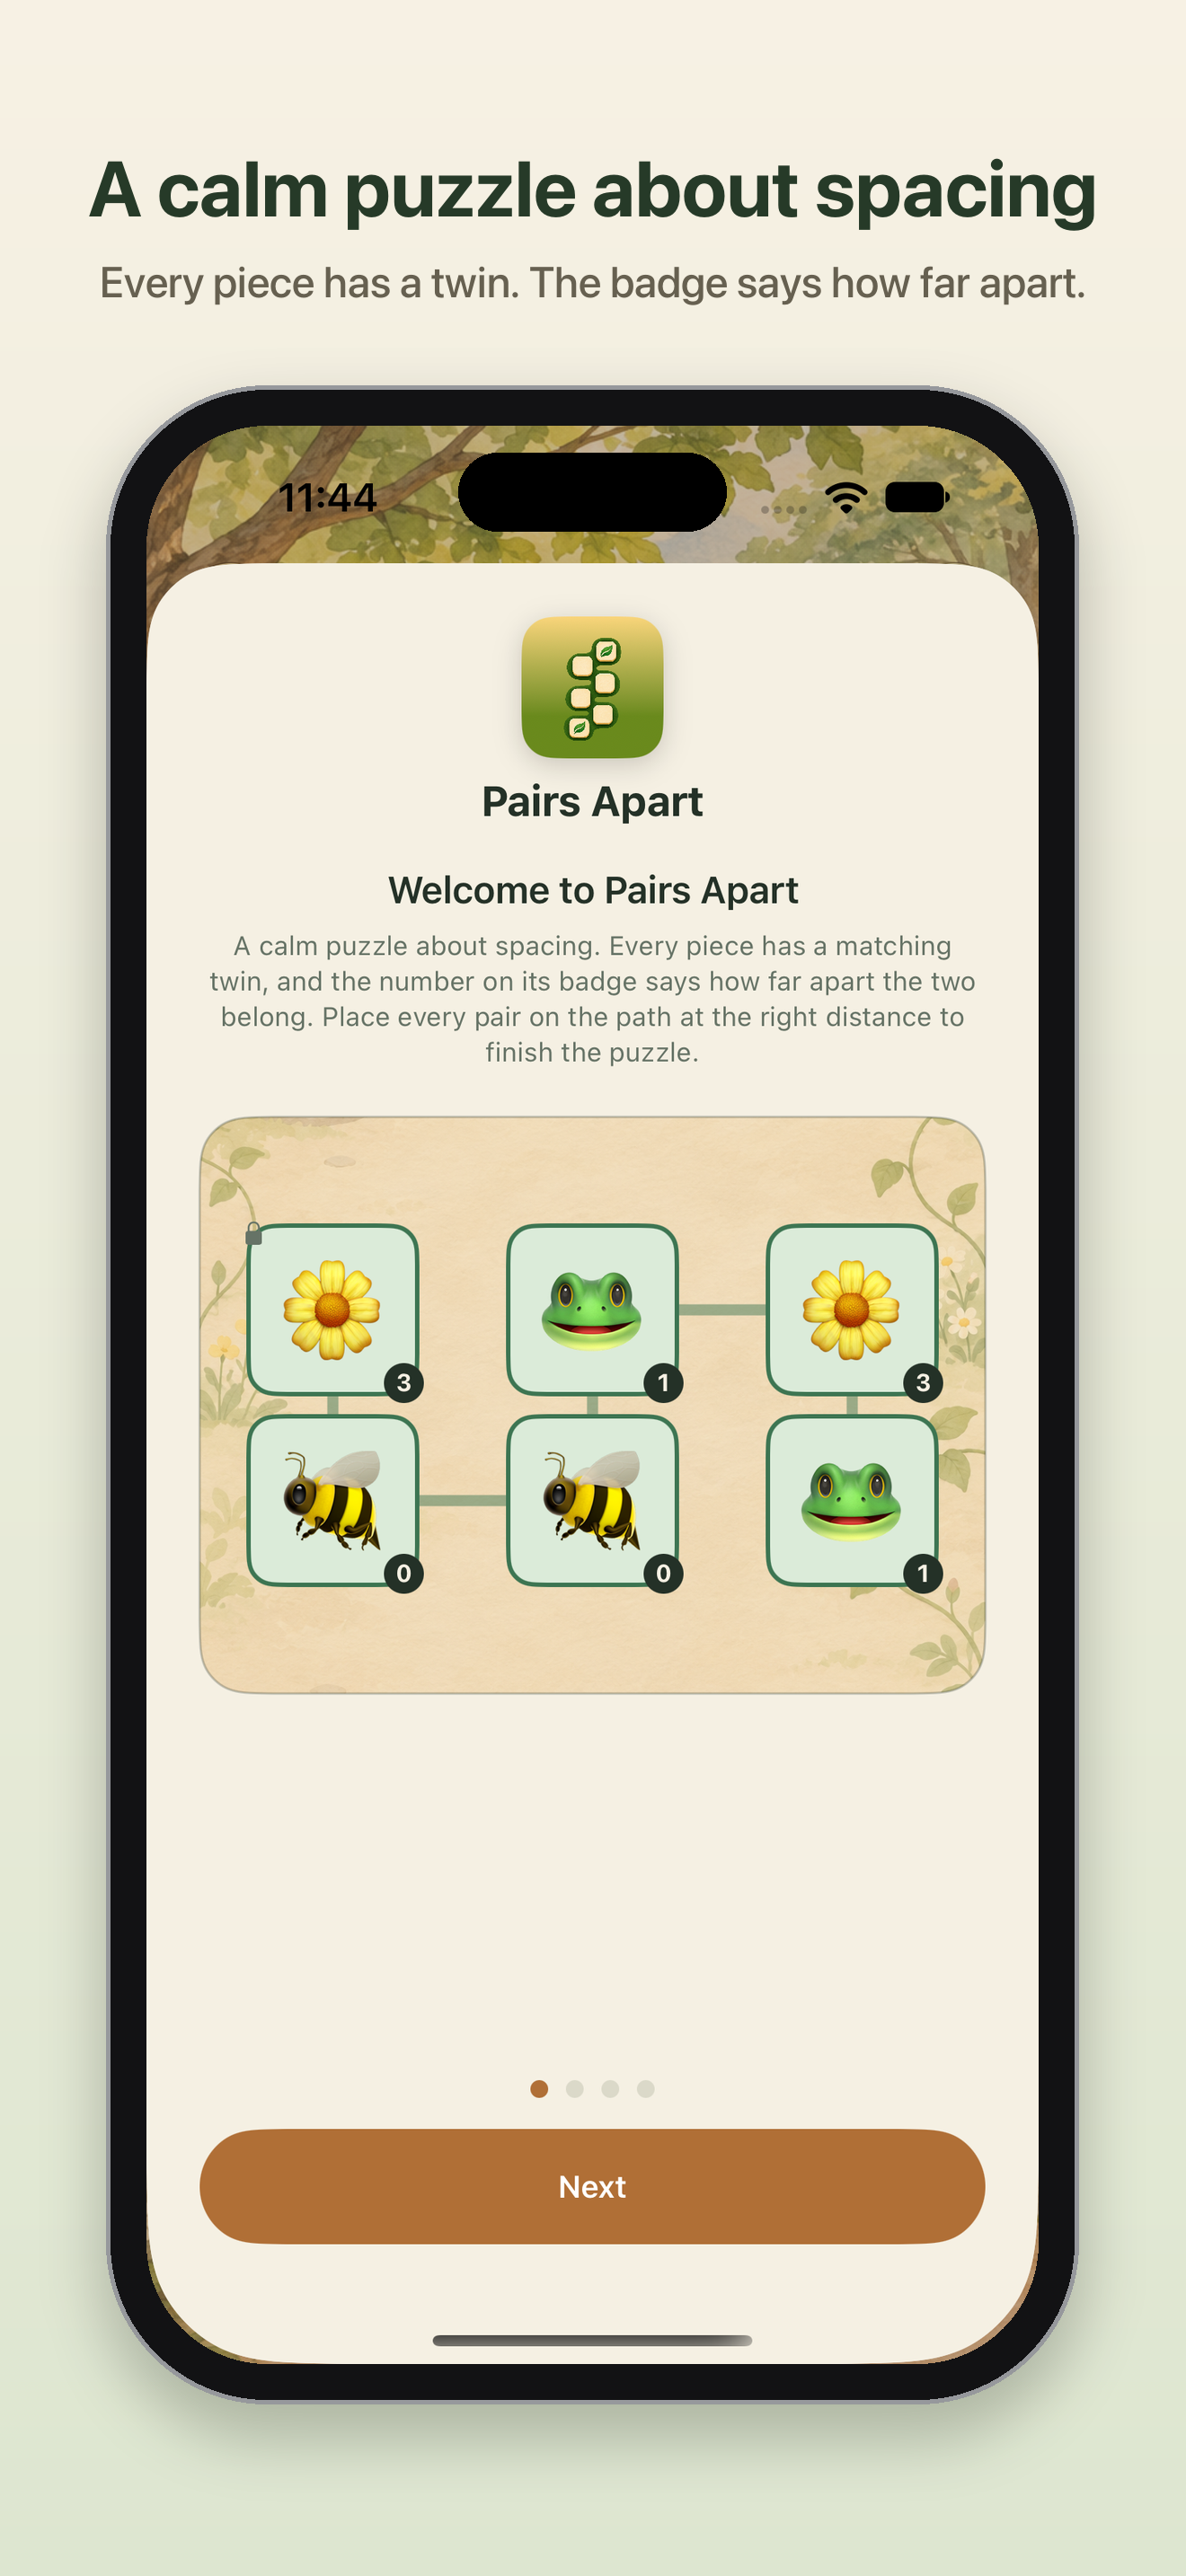 A calm puzzle about spacing
Every piece has a twin. The badge says how far apart.
11:44
Pairs Apart
Welcome to Pairs Apart
A calm puzzle about spacing. Every piece has a matching
twin, and the number on its badge says how far apart the two
belong. Place every pair on the path at the right distance to
finish the puzzle.
3
1
3
0
0
1
Next